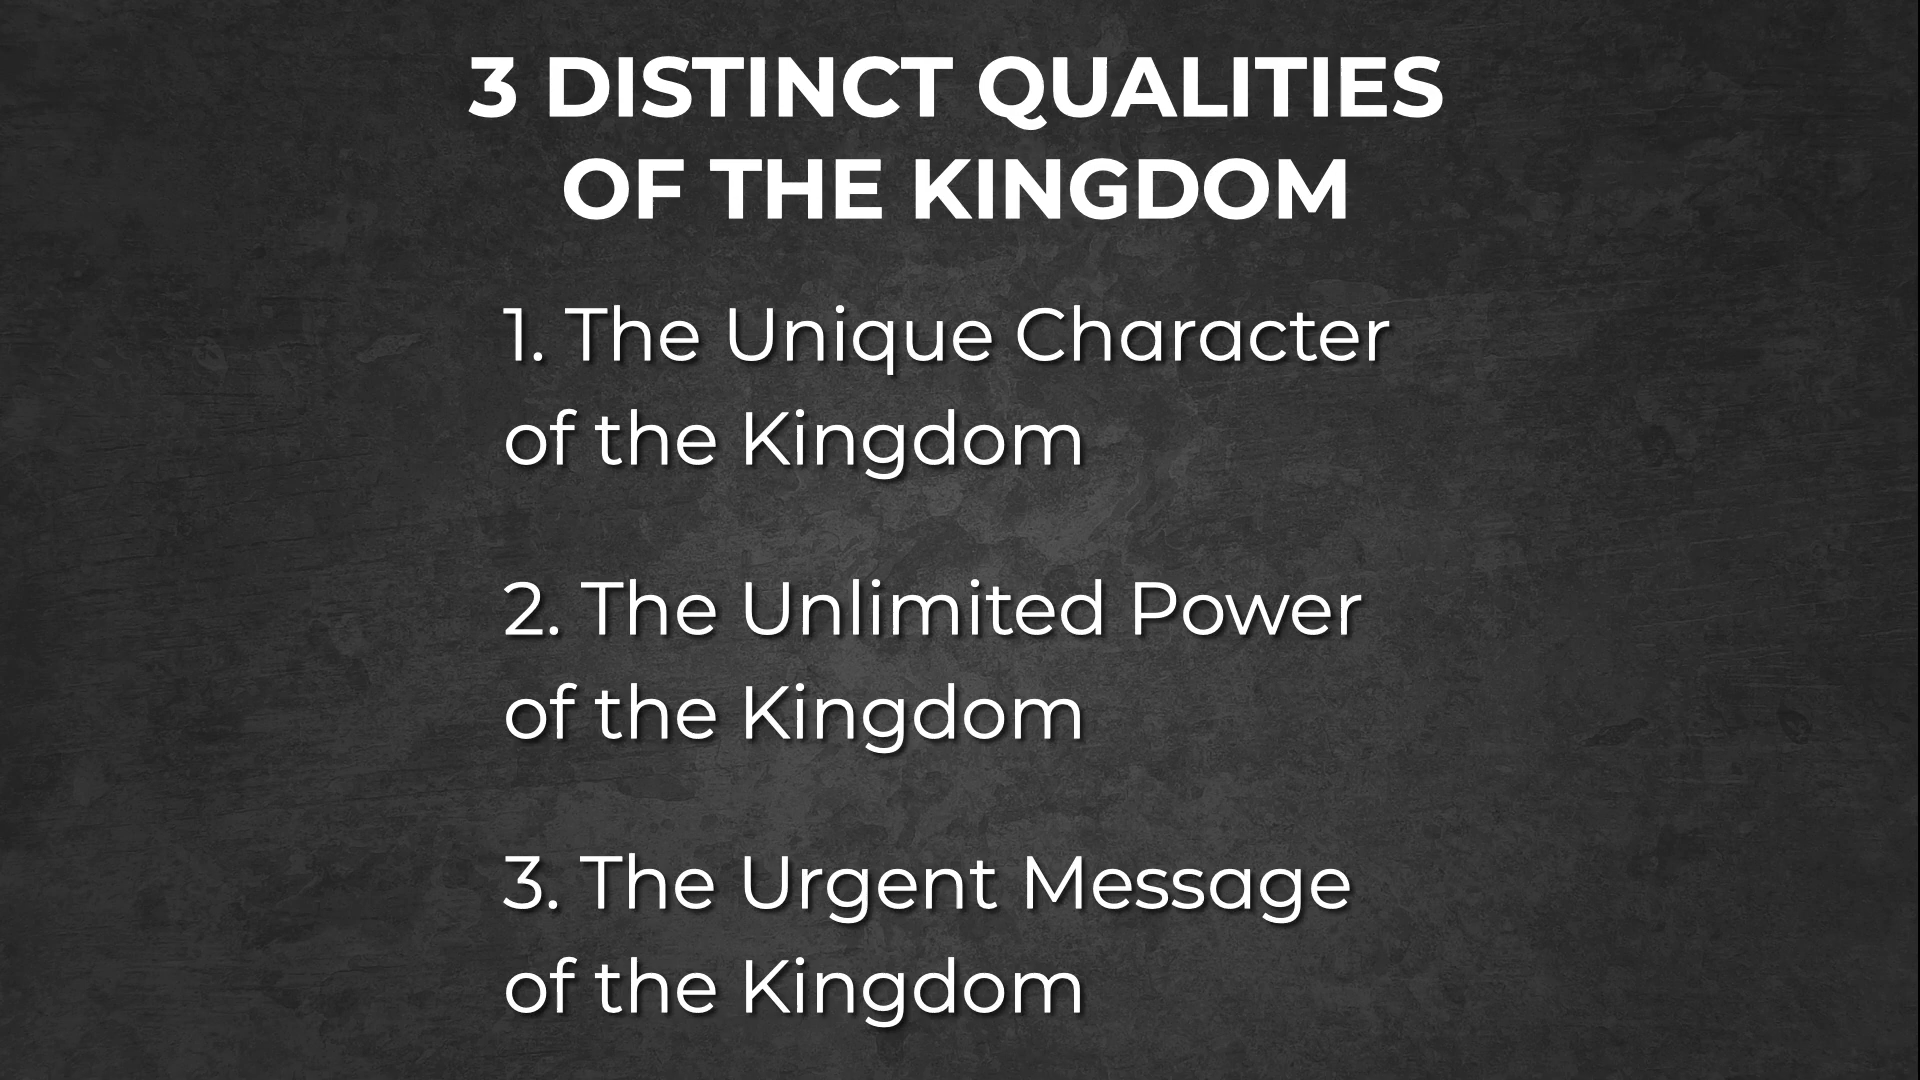 3 DISTINCT QUALITIES
OF THE KINGDOM
1. The Unique Character
of the Kingdom
2. The Unlimited Power
of the Kingdom
3. The Urgent Message
of the Kingdom